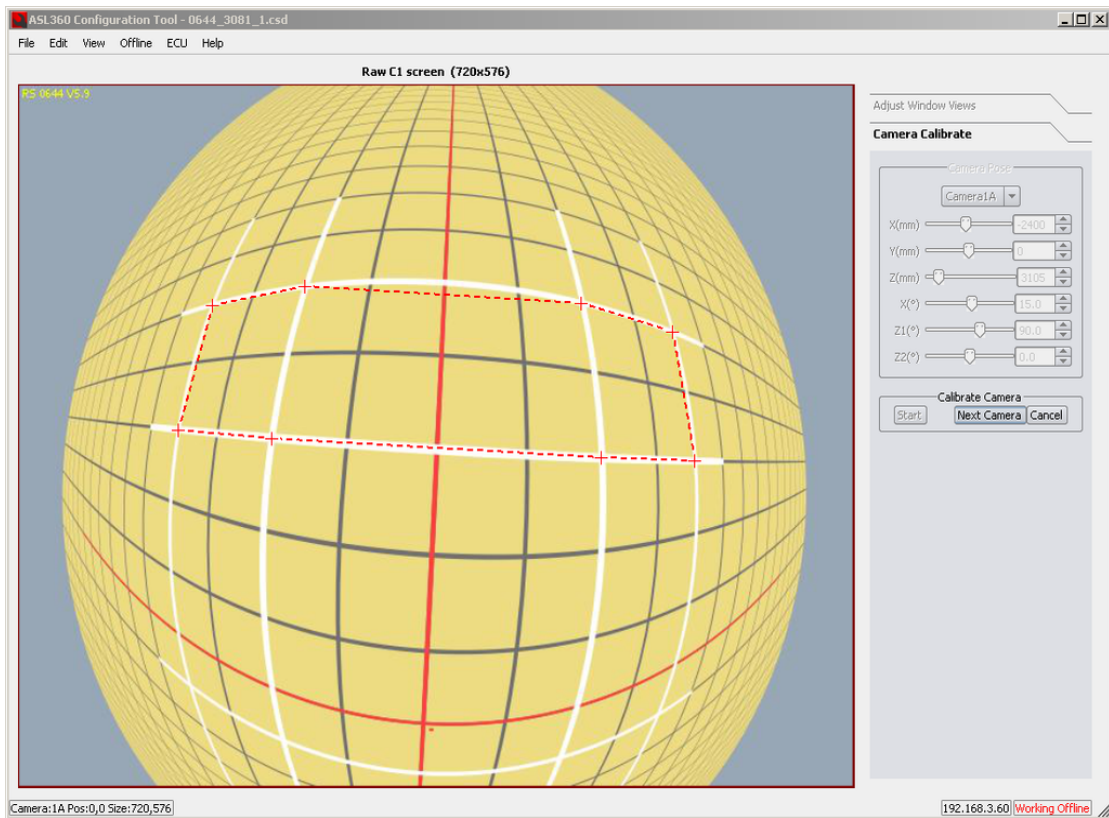 ASL360 Configuration Tool - 0644_3081_1.csd
File Edit View Offline ECU Help
Raw C1 screen (720x576)
RS 0644 V5.9
Adjust Window Views
Camera Calibrate
Camera Pose
Camera1A
X(mm) -2400
Y(mm) 0
Z(mm) 3105
X(°) 15.0
Z1(°) 90.0
Z2(°) 0.0
Calibrate Camera
Start Next Camera Cancel
Camera:1A Pos:0,0 Size:720,576
192.168.3.60 Working Offline